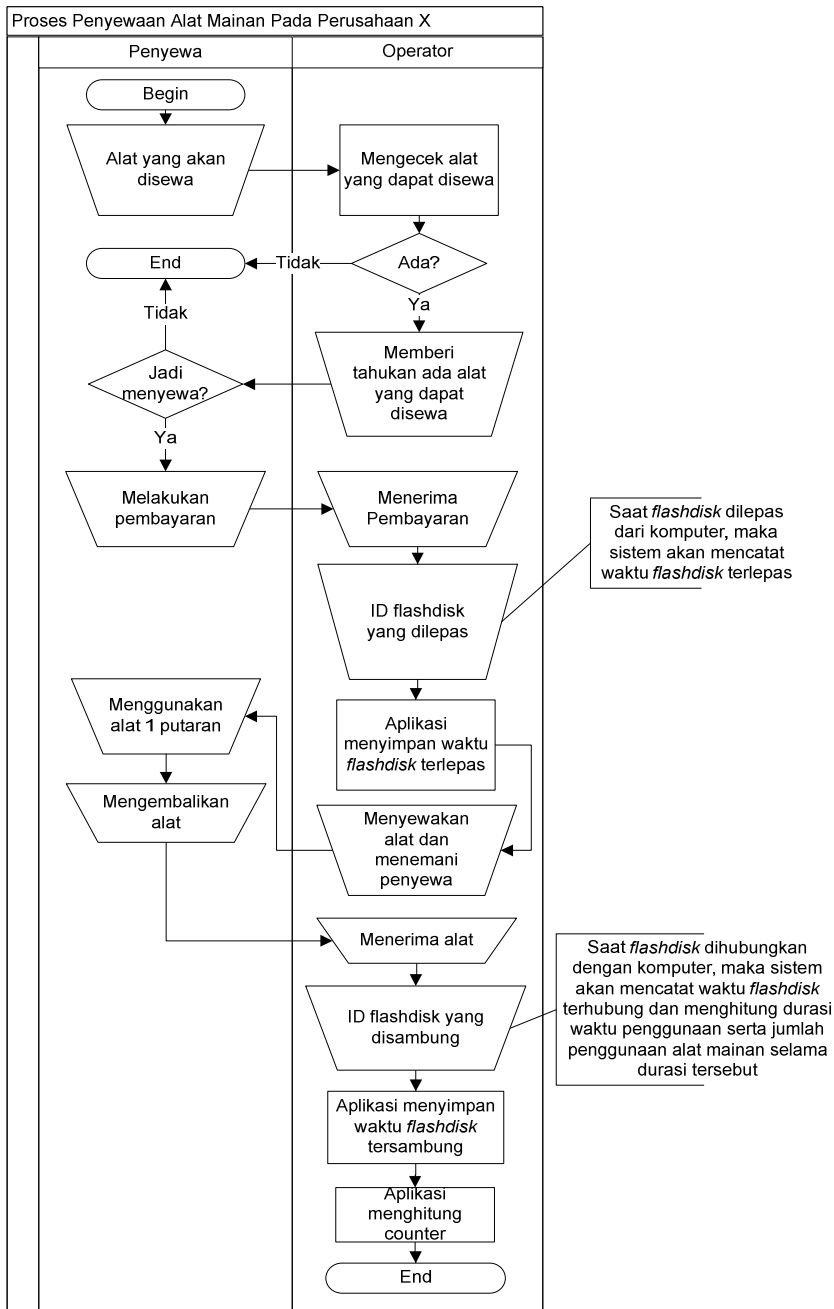 Proses Penyewaan Alat Mainan Pada Perusahaan X
Penyewa
Operator
Begin
Alat yang akan
disewa
Mengecek alat
yang dapat disewa
End
Tidak
Ada?
Tidak
Ya
Memberi
tahukan ada alat
yang dapat
disewa
Jadi
menyewa?
Ya
Melakukan
pembayaran
Menerima
Pembayaran
Saat flashdisk dilepas
dari komputer, maka
sistem akan mencatat
waktu flashdisk terlepas
ID flashdisk
yang dilepas
Menggunakan
alat 1 putaran
Aplikasi
menyimpan waktu
flashdisk terlepas
Mengembalikan
alat
Menyewakan
alat dan
menemani
penyewa
Menerima alat
Saat flashdisk dihubungkan
dengan komputer, maka sistem
akan mencatat waktu flashdisk
terhubung dan menghitung durasi
waktu penggunaan serta jumlah
penggunaan alat mainan selama
durasi tersebut
ID flashdisk yang
disambung
Aplikasi menyimpan
waktu flashdisk
tersambung
Aplikasi
menghitung
counter
End